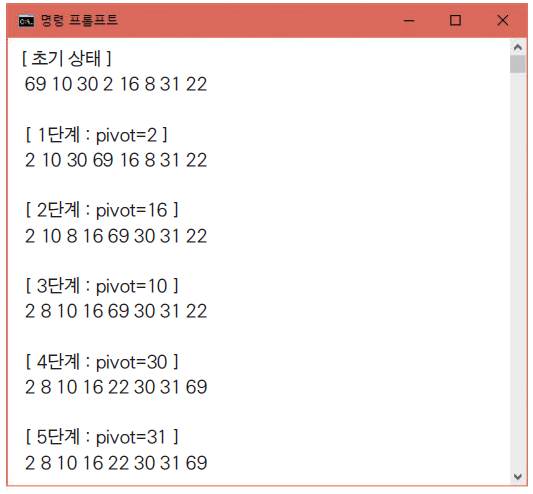 명령 프롬프트
[ 초기 상태 ]
69 10 30 2 16 8 31 22
[ 1단계 : pivot=2 ]
2 10 30 69 16 8 31 22
[ 2단계 : pivot=16 ]
2 10 8 16 69 30 31 22
[ 3단계 : pivot=10 ]
2 8 10 16 69 30 31 22
[ 4단계 : pivot=30 ]
2 8 10 16 22 30 31 69
[ 5단계 : pivot=31 ]
2 8 10 16 22 30 31 69